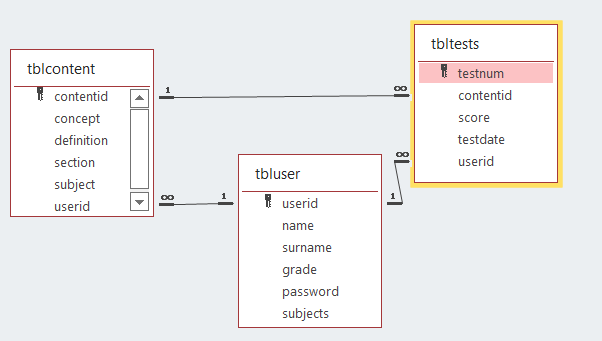 tblcontent
contentid
concept
definition
section
subject
userid
1
∞
∞
1
tbluser
userid
name
surname
grade
password
subjects
∞
1
tbltests
testnum
contentid
score
testdate
userid